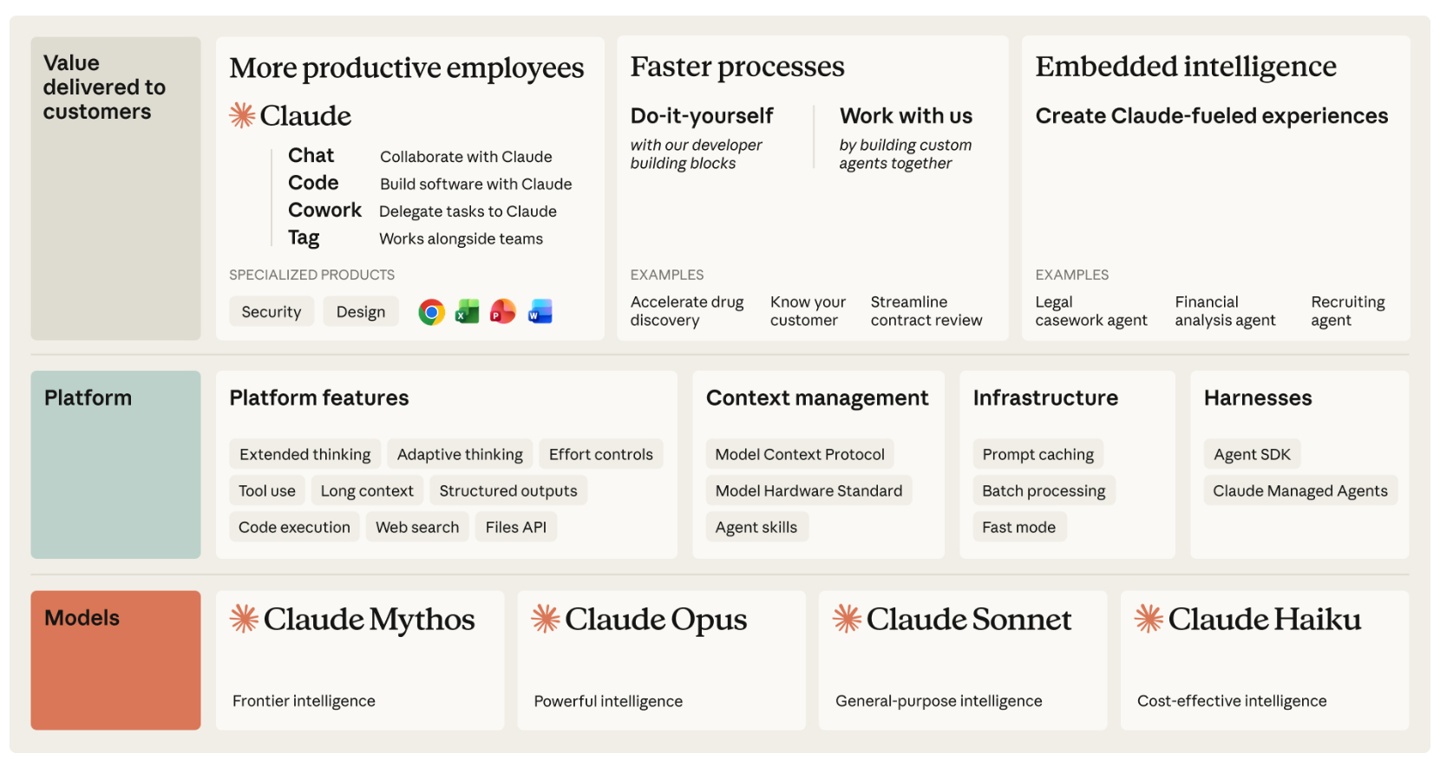 Value
delivered to
customers
More productive employees
Claude
Chat Collaborate with Claude
Code Build software with Claude
Cowork Delegate tasks to Claude
Tag Works alongside teams
SPECIALIZED PRODUCTS
Security Design
X P W
Faster processes
Do-it-yourself
with our developer
building blocks
Work with us
by building custom
agents together
EXAMPLES
Accelerate drug
discovery
Know your
customer
Streamline
contract review
Embedded intelligence
Create Claude-fueled experiences
EXAMPLES
Legal
casework agent
Financial
analysis agent
Recruiting
agent
Platform
Platform features
Extended thinking Adaptive thinking Effort controls
Tool use Long context Structured outputs
Code execution Web search Files API
Context management
Model Context Protocol
Model Hardware Standard
Agent skills
Infrastructure
Prompt caching
Batch processing
Fast mode
Harnesses
Agent SDK
Claude Managed Agents
Models
Claude Mythos
Frontier intelligence
Claude Opus
Powerful intelligence
Claude Sonnet
General-purpose intelligence
Claude Haiku
Cost-effective intelligence